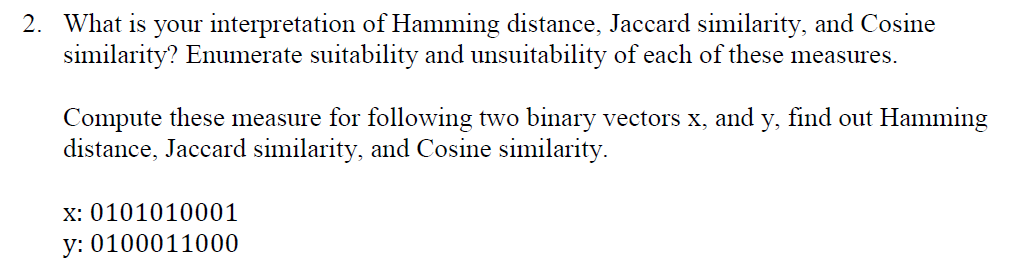 2. What is your interpretation of Hamming distance, Jaccard similarity, and Cosine
similarity? Enumerate suitability and unsuitability of each of these measures.
Compute these measure for following two binary vectors x, and y, find out Hamming
distance, Jaccard similarity, and Cosine similarity.
x: 0101010001
y: 0100011000